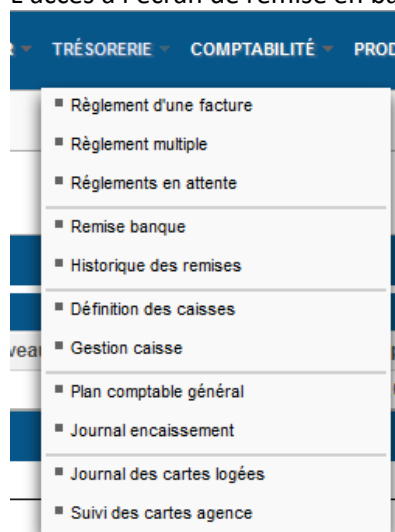 TRÉSORERIE COMPTABILITÉ
Règlement d'une facture
Règlement multiple
Réglements en attente
Remise banque
Historique des remises
Définition des caisses
Gestion caisse
Plan comptable général
Journal encaissement
Journal des cartes logées
Suivi des cartes agence